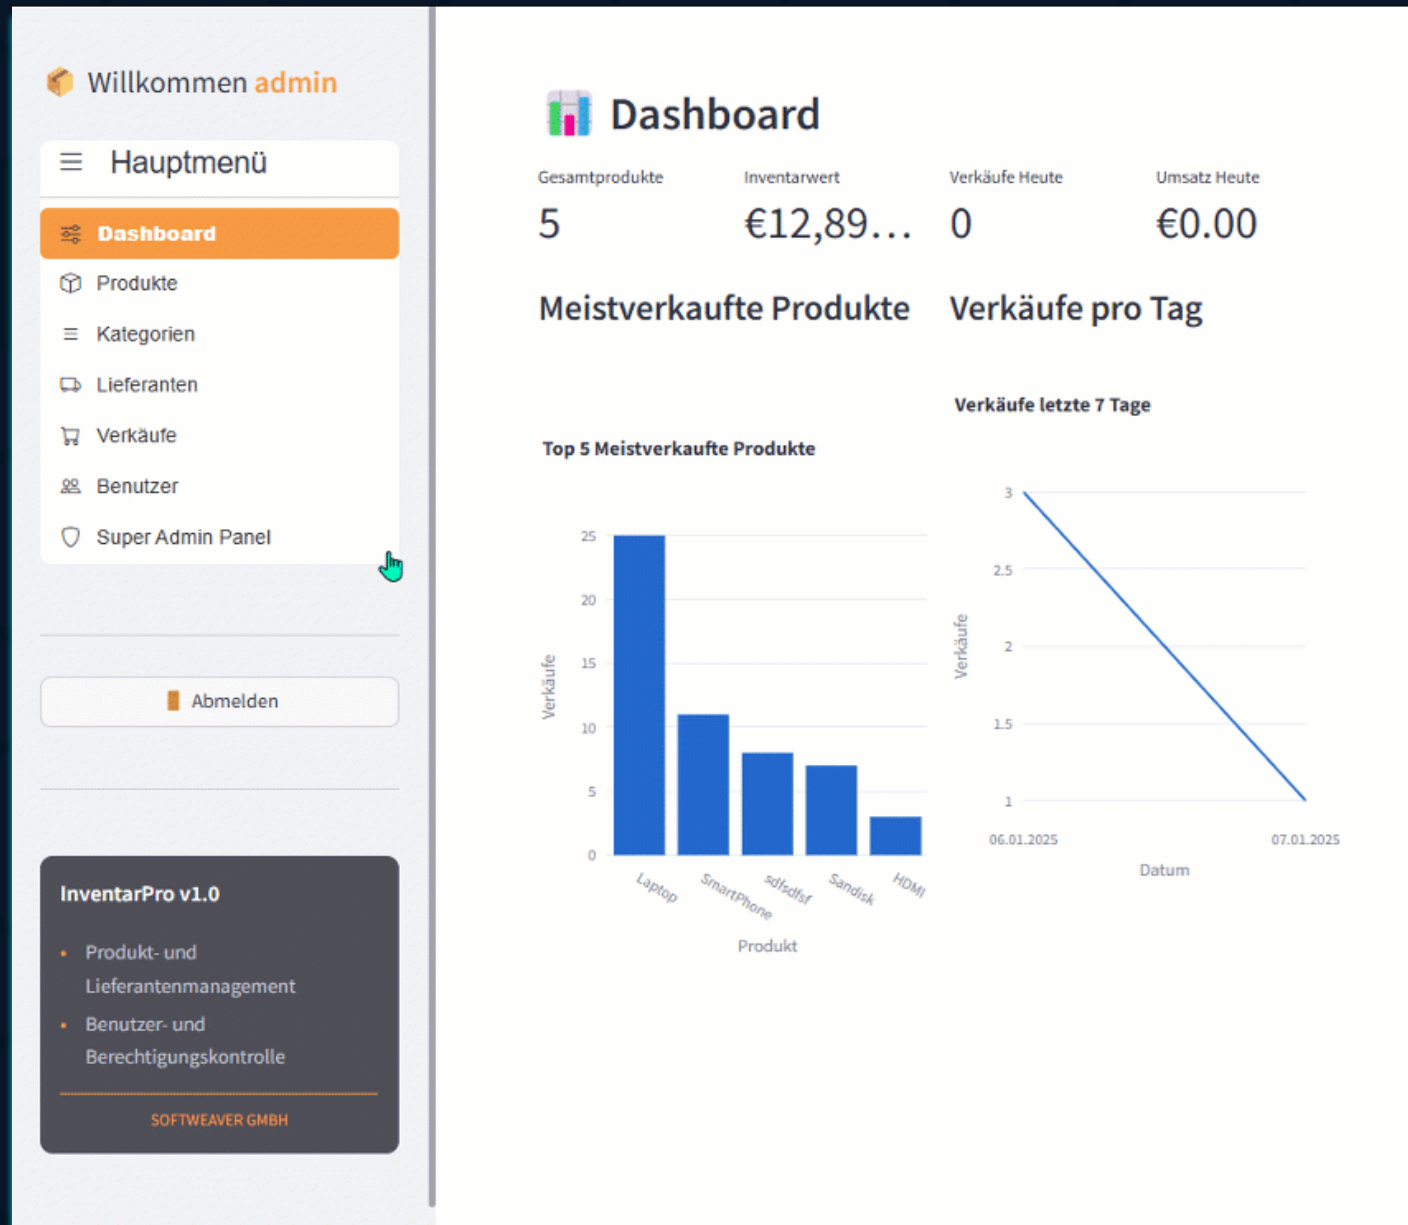 Willkommen admin
Hauptmenü
Dashboard
Produkte
Kategorien
Lieferanten
Verkäufe
Benutzer
Super Admin Panel
Abmelden
InventarPro v1.0
Produkt- und
Lieferantenmanagement
Benutzer- und
Berechtigungskontrolle
SOFTWEAVER GMBH
Dashboard
Gesamtprodukte
5
Inventarwert
€12,89...
Verkäufe Heute
0
Umsatz Heute
€0.00
Meistverkaufte Produkte
Top 5 Meistverkaufte Produkte
Verkäufe
25
20
15
10
5
0
Laptop
SmartPhone
sdfsdfsf
Sandisk
HDMI
Produkt
Verkäufe pro Tag
Verkäufe letzte 7 Tage
Verkäufe
3
2.5
2
1.5
1
06.01.2025
07.01.2025
Datum